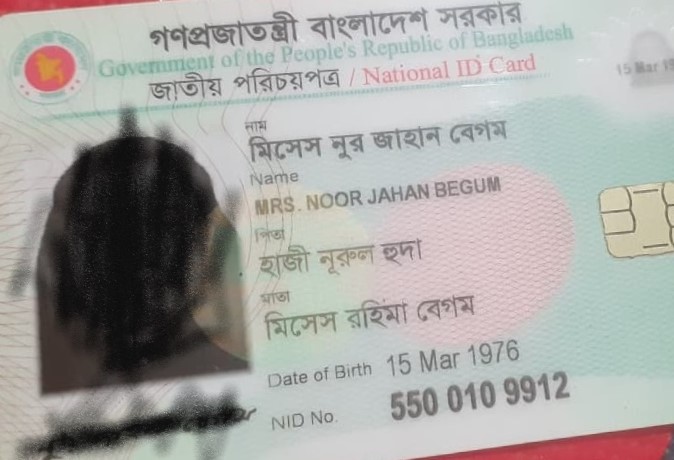 গণপ্রজাতন্ত্রী বাংলাদেশ সরকার
Government of the People's Republic of Bangladesh
জাতীয় পরিচয়পত্র / National ID Card
15 Mar
নাম
মিসেস নূর জাহান বেগম
Name
MRS. NOOR JAHAN BEGUM
পিতা
হাজী নূরুল হুদা
মাতা
মিসেস রহিমা বেগম
Date of Birth 15 Mar 1976
NID No. 550 010 9912